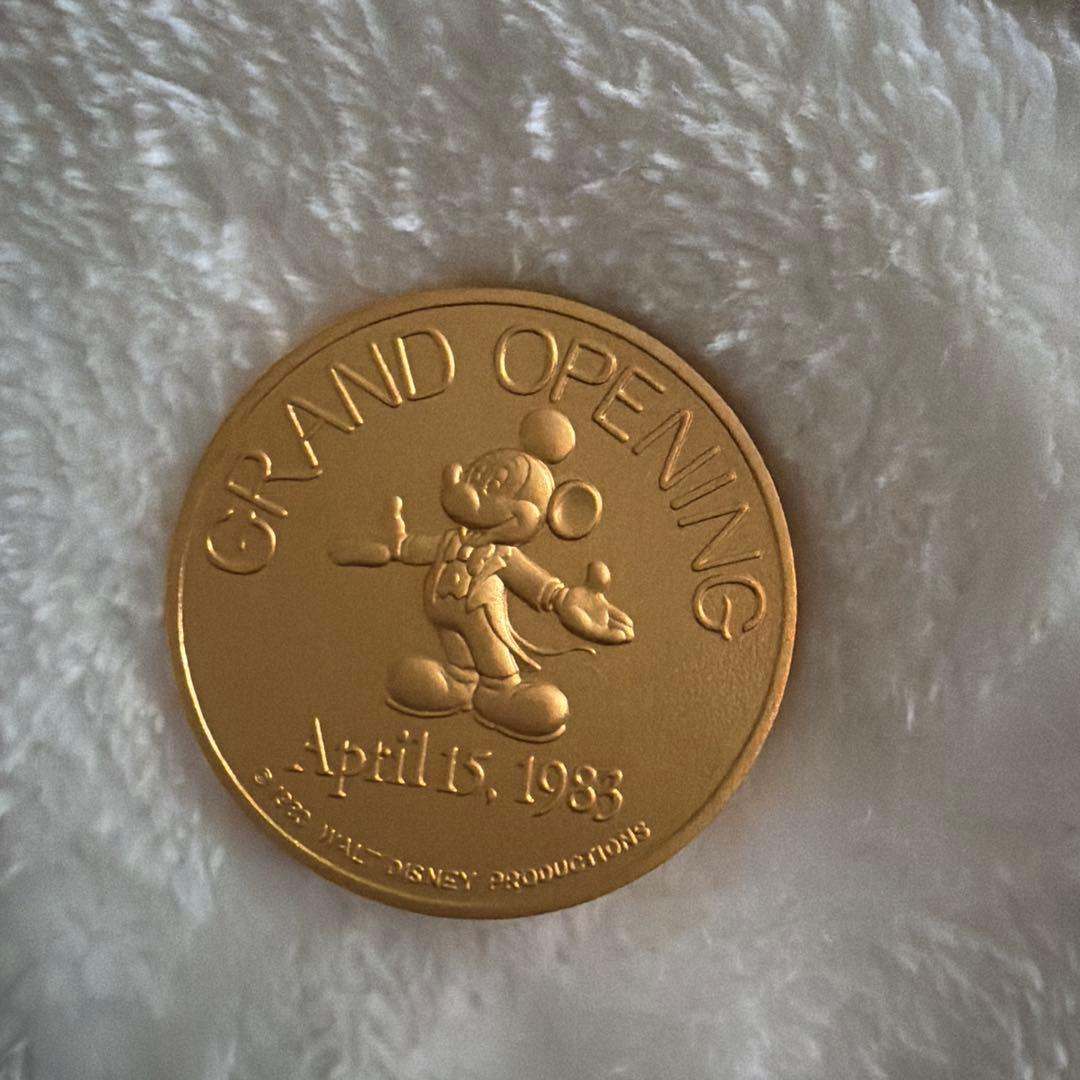 GRAND OPENING
April 15, 1983
© 1983 WALT DISNEY PRODUCTIONS